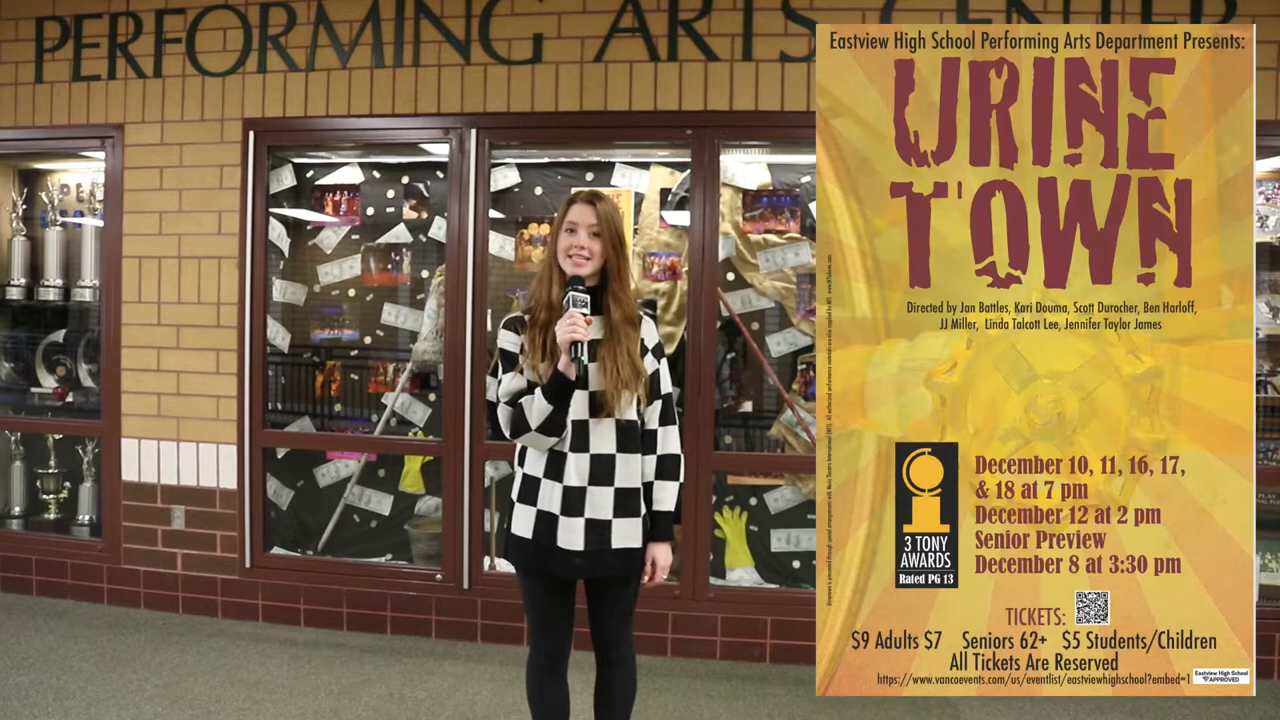 PERFORMING ARTS CENTER
Eastview High School Performing Arts Department Presents:
URINE
TOWN
Directed by Jan Battles, Kari Douma, Scott Durocher, Ben Harloff,
JJ Miller, Linda Talcott Lee, Jennifer Taylor James
3 TONY
AWARDS
Rated PG 13
December 10, 11, 16, 17,
& 18 at 7 pm
December 12 at 2 pm
Senior Preview
December 8 at 3:30 pm
TICKETS:
$9 Adults $7 Seniors 62+ $5 Students/Children
All Tickets Are Reserved
https://www.vancoevents.com/us/eventlist/eastviewhighschool?embed=1
Eastview High School
APPROVED